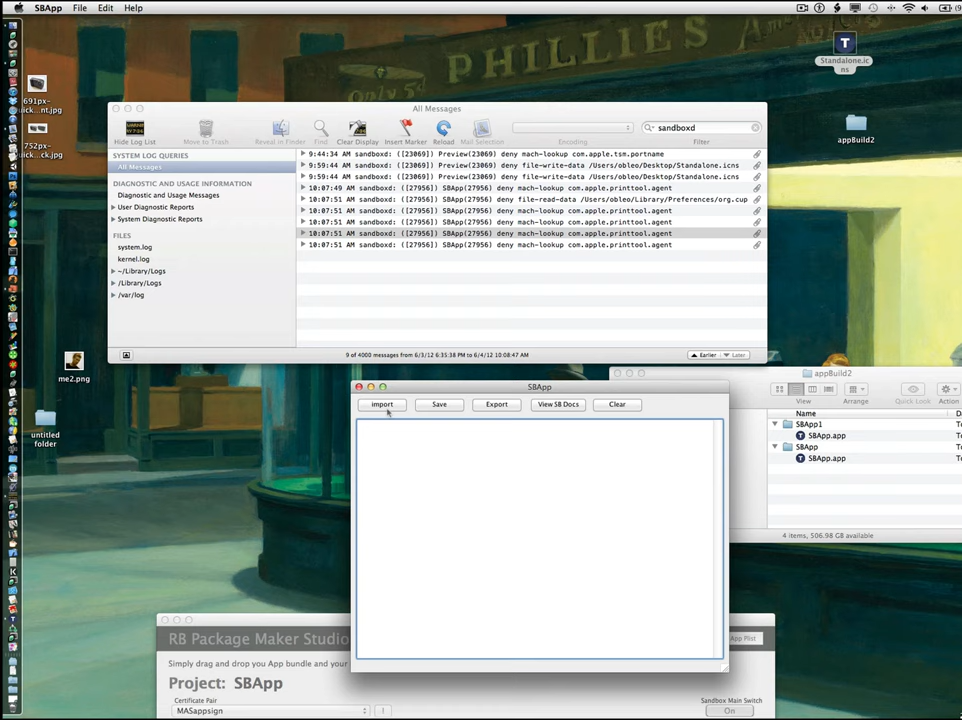 SBApp File Edit Help
PHILLIES
Standalone.ic
ns
appBuild2
691px-
uick...nt.jpg
752px-
uick...ck.jpg
me2.png
untitled
folder
All Messages
Hide Log List Move to Trash Reveal in Finder Find Clear Display Insert Marker Reload Mail Selection Encoding Filter
sandboxd
SYSTEM LOG QUERIES
All Messages
DIAGNOSTIC AND USAGE INFORMATION
Diagnostic and Usage Messages
User Diagnostic Reports
System Diagnostic Reports
FILES
system.log
kernel.log
~/Library/Logs
/Library/Logs
/var/log
9:44:34 AM sandboxd: ([23069]) Preview(23069) deny mach-lookup com.apple.tsm.portname
9:59:44 AM sandboxd: ([23069]) Preview(23069) deny file-write-data /Users/obleo/Desktop/Standalone.icns
9:59:44 AM sandboxd: ([23069]) Preview(23069) deny file-write-data /Users/obleo/Desktop/Standalone.icns
10:07:49 AM sandboxd: ([27956]) SBApp(27956) deny mach-lookup com.apple.printtool.agent
10:07:51 AM sandboxd: ([27956]) SBApp(27956) deny file-read-data /Users/obleo/Library/Preferences/org.cup
10:07:51 AM sandboxd: ([27956]) SBApp(27956) deny mach-lookup com.apple.printtool.agent
10:07:51 AM sandboxd: ([27956]) SBApp(27956) deny mach-lookup com.apple.printtool.agent
10:07:51 AM sandboxd: ([27956]) SBApp(27956) deny mach-lookup com.apple.printtool.agent
10:07:51 AM sandboxd: ([27956]) SBApp(27956) deny mach-lookup com.apple.printtool.agent
9 of 4000 messages from 6/3/12 6:35:38 PM to 6/4/12 10:08:47 AM
Earlier Later
SBApp
import Save Export View SB Docs Clear
appBuild2
View Arrange Quick Look Action
Name
SBApp1
SBApp.app
SBApp
SBApp.app
4 items, 506.98 GB available
RB Package Maker Studio
App Plist
Simply drag and drop you App bundle and your
Project: SBApp
Certificate Pair
MASappsign
!
Sandbox Main Switch
On